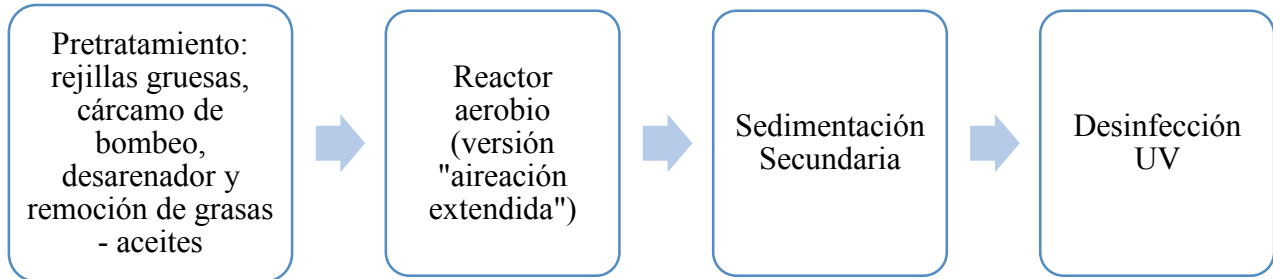 Pretratamiento:
rejillas gruesas,
cárcamo de
bombeo,
desarenador y
remoción de grasas
- aceites
Reactor
aerobio
(versión
"aireación
extendida")
Sedimentación
Secundaria
Desinfección
UV